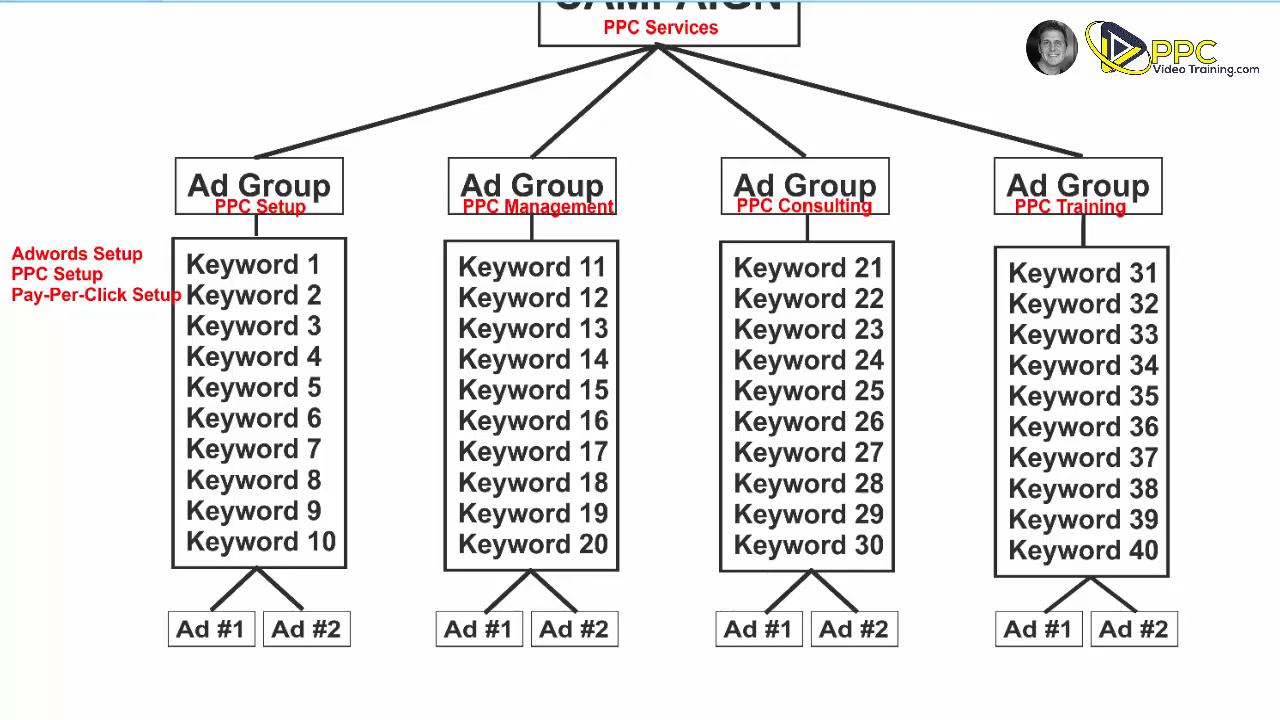 CAMPAIGN
PPC Services
PPC
Video Training.com
Ad Group
PPC Setup
Ad Group
PPC Management
Ad Group
PPC Consulting
Ad Group
PPC Training
Adwords Setup
PPC Setup
Pay-Per-Click Setup
Keyword 1
Keyword 2
Keyword 3
Keyword 4
Keyword 5
Keyword 6
Keyword 7
Keyword 8
Keyword 9
Keyword 10
Keyword 11
Keyword 12
Keyword 13
Keyword 14
Keyword 15
Keyword 16
Keyword 17
Keyword 18
Keyword 19
Keyword 20
Keyword 21
Keyword 22
Keyword 23
Keyword 24
Keyword 25
Keyword 26
Keyword 27
Keyword 28
Keyword 29
Keyword 30
Keyword 31
Keyword 32
Keyword 33
Keyword 34
Keyword 35
Keyword 36
Keyword 37
Keyword 38
Keyword 39
Keyword 40
Ad #1
Ad #2
Ad #1
Ad #2
Ad #1
Ad #2
Ad #1
Ad #2